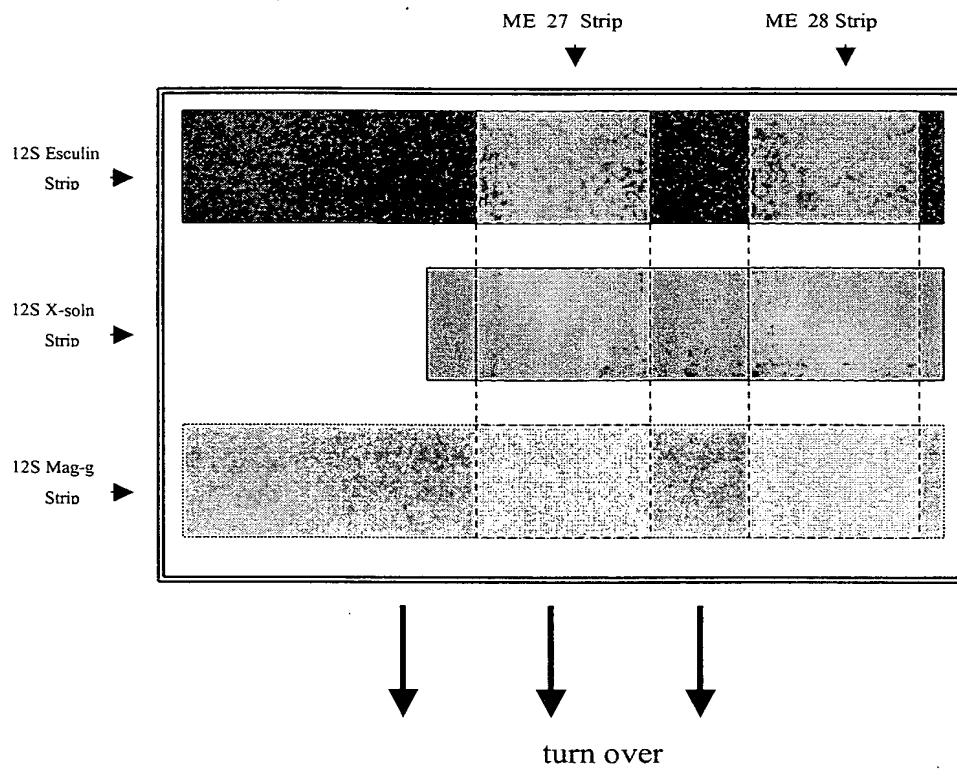 ME 27 Strip
ME 28 Strip
12S Esculin
Strip
12S X-soln
Strip
12S Mag-g
Strip
turn over